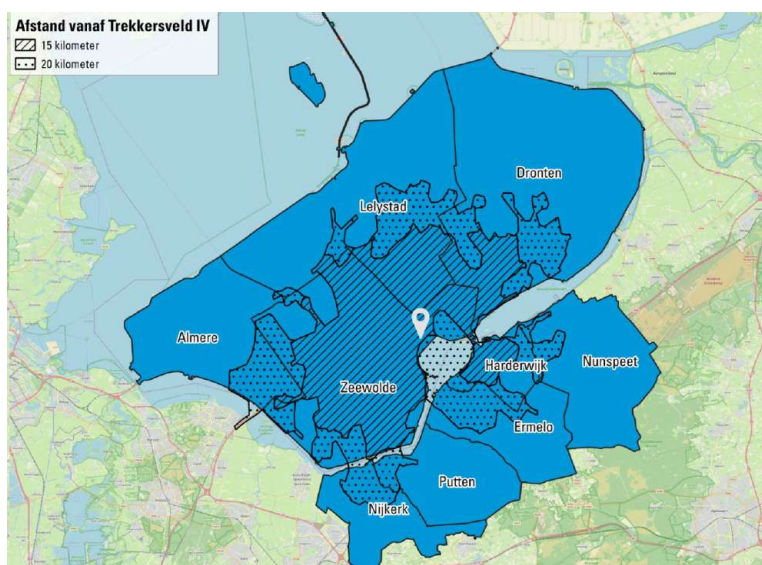 Afstand vanaf Trekkersveld IV
15 kilometer
20 kilometer
Dronten
Lelystad
Almere
Zeewolde
Harderwijk
Nunspeet
Ermelo
Putten
Nijkerk